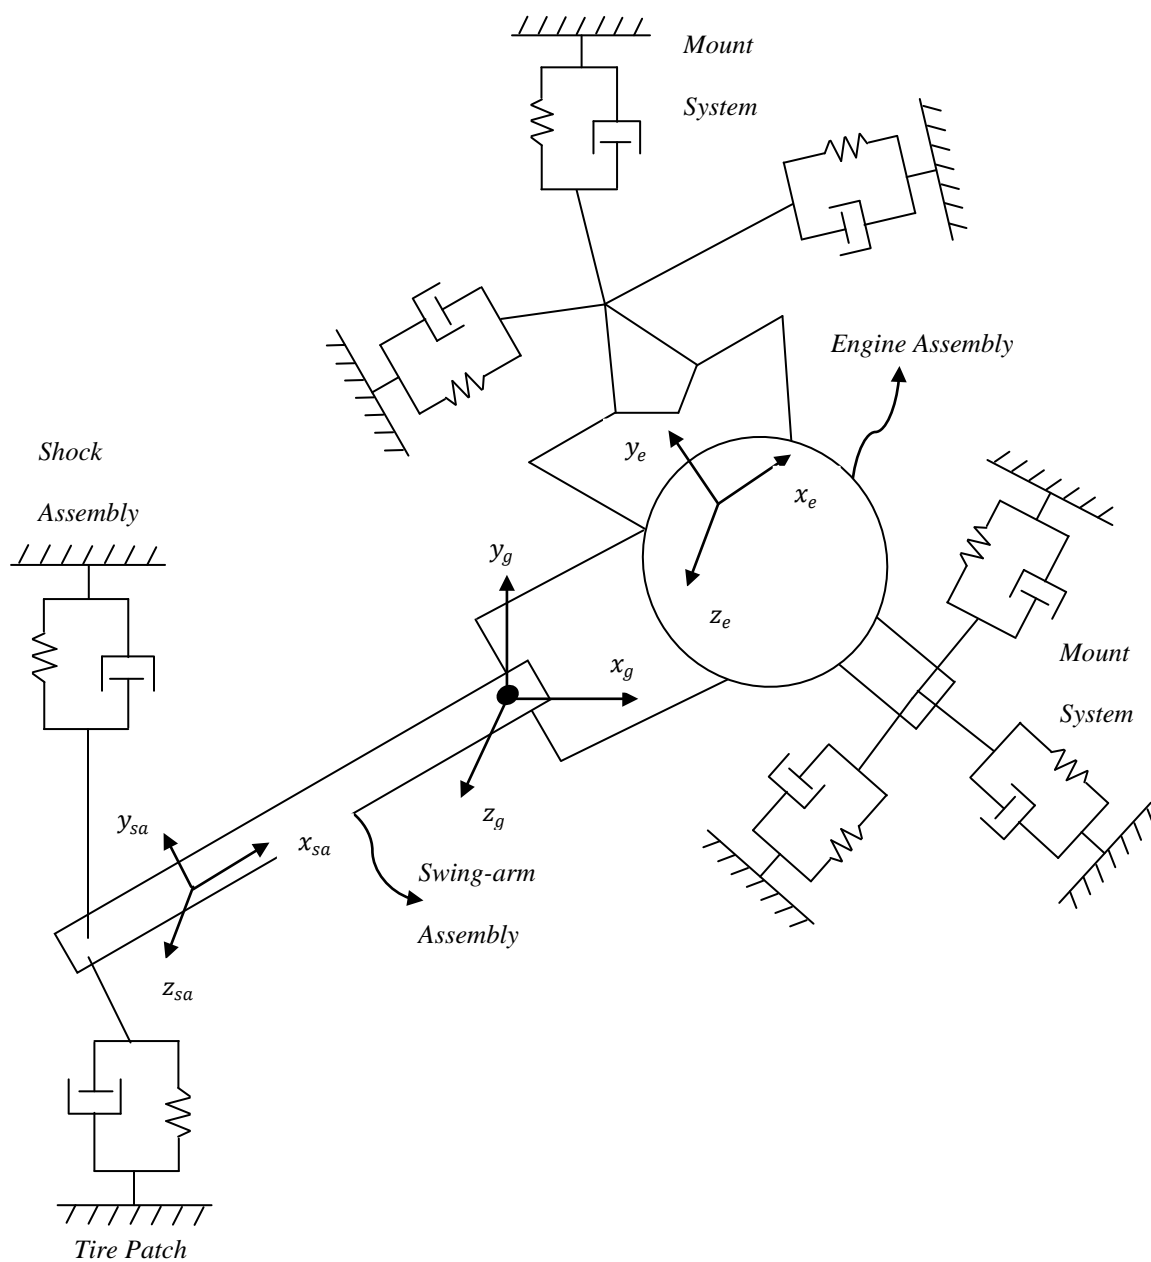 Mount
System
Engine Assembly
Shock
Assembly
y_e
x_e
y_g
z_e
x_g
Mount
System
z_g
y_sa
x_sa
Swing-arm
Assembly
z_sa
Tire Patch